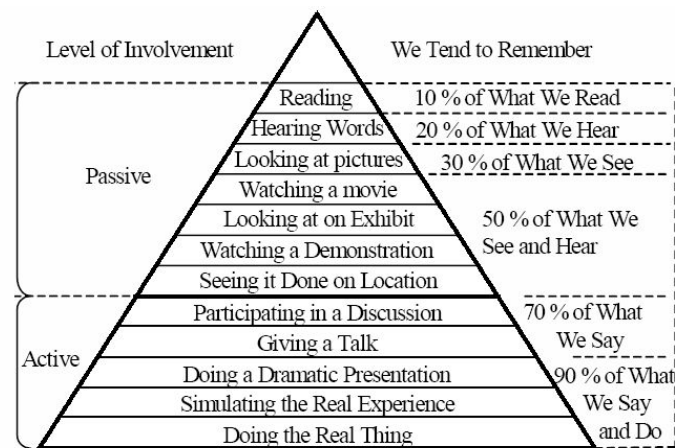 Level of Involvement
We Tend to Remember
Passive
Reading
10 % of What We Read
Hearing Words
20 % of What We Hear
Looking at pictures
30 % of What We See
Watching a movie
Looking at on Exhibit
Watching a Demonstration
Seeing it Done on Location
50 % of What We
See and Hear
Active
Participating in a Discussion
Giving a Talk
70 % of What
We Say
Doing a Dramatic Presentation
Simulating the Real Experience
Doing the Real Thing
90 % of What
We Say
and Do